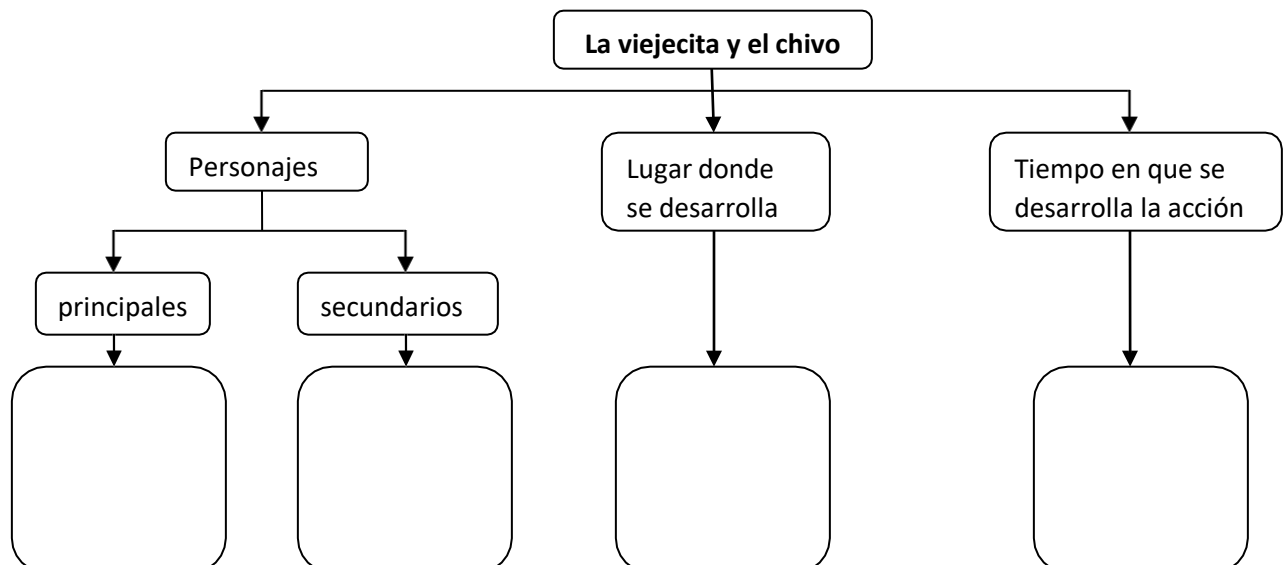 La viejecita y el chivo
Personajes
Lugar donde
se desarrolla
Tiempo en que se
desarrolla la acción
principales
secundarios